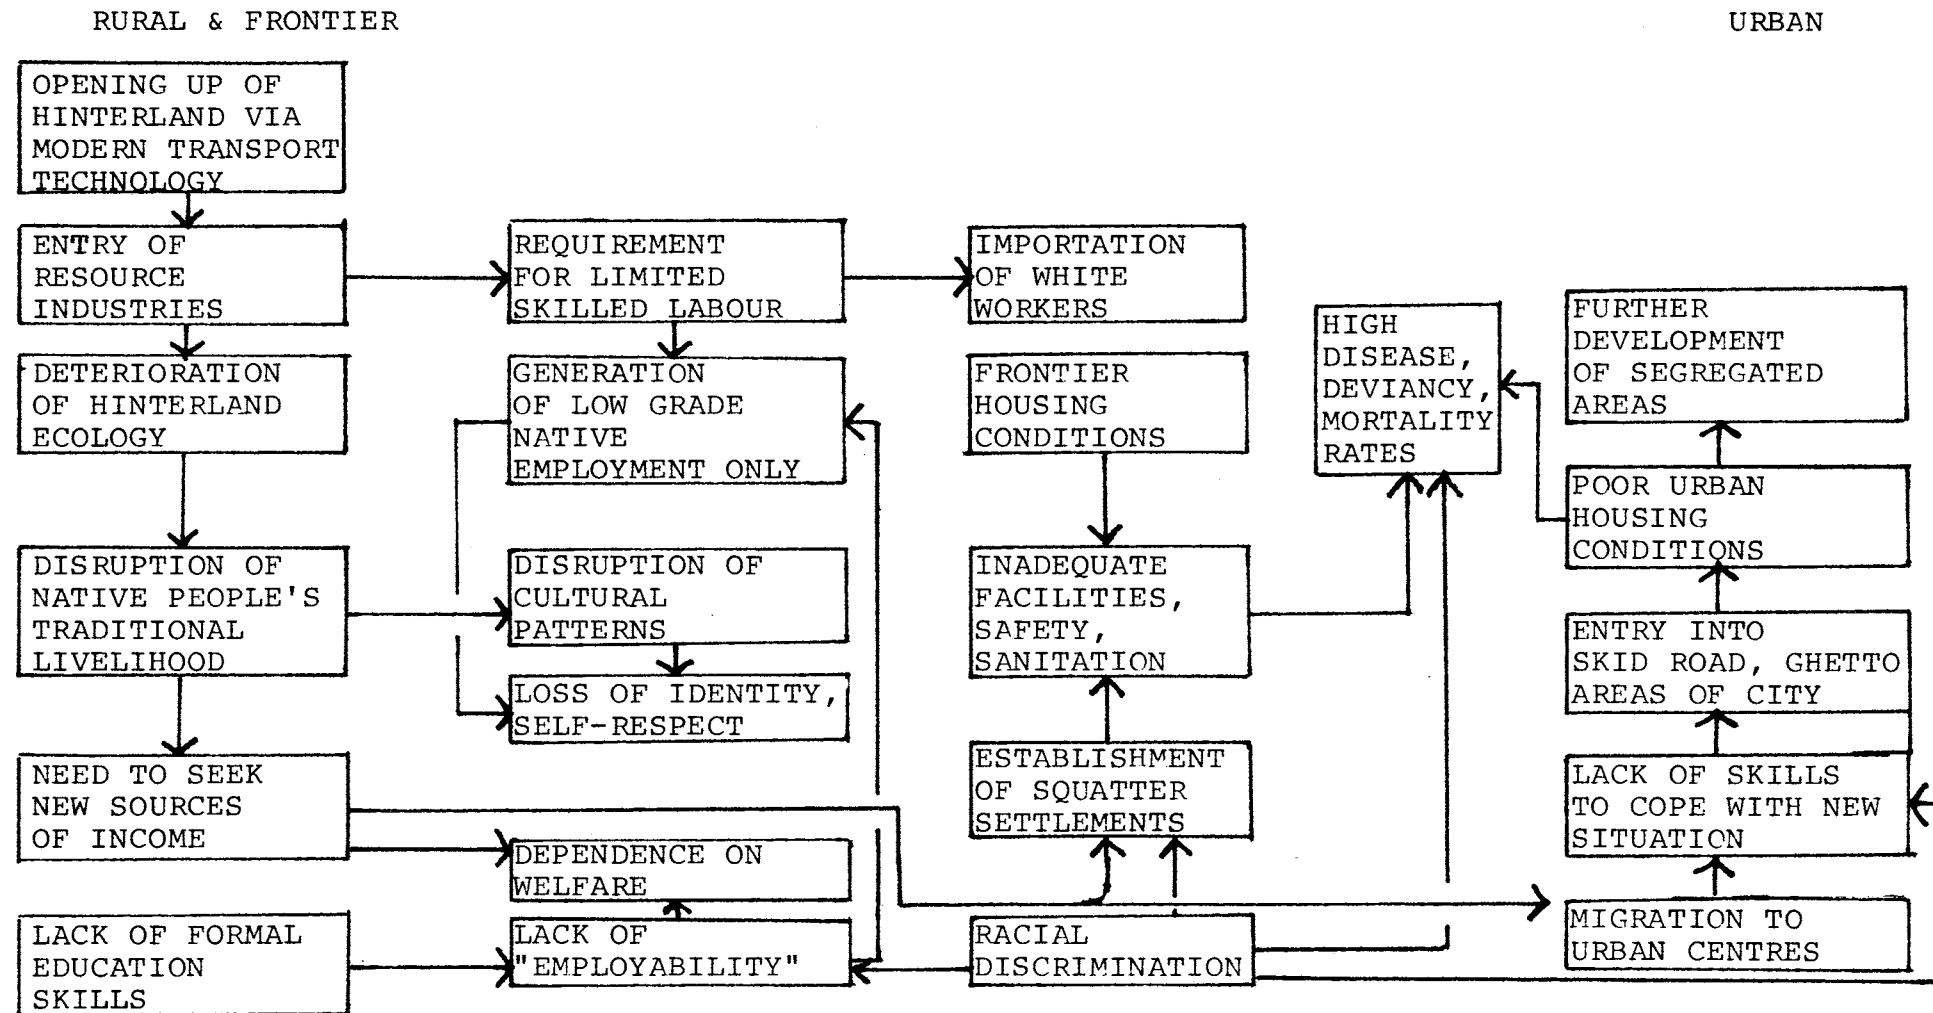 RURAL & FRONTIER
URBAN
OPENING UP OF
HINTERLAND VIA
MODERN TRANSPORT
TECHNOLOGY
ENTRY OF
RESOURCE
INDUSTRIES
REQUIREMENT
FOR LIMITED
SKILLED LABOUR
IMPORTATION
OF WHITE
WORKERS
DETERIORATION
OF HINTERLAND
ECOLOGY
GENERATION
OF LOW GRADE
NATIVE
EMPLOYMENT ONLY
FRONTIER
HOUSING
CONDITIONS
HIGH
DISEASE,
DEVIANCY,
MORTALITY
RATES
FURTHER
DEVELOPMENT
OF SEGREGATED
AREAS
POOR URBAN
HOUSING
CONDITIONS
DISRUPTION OF
NATIVE PEOPLE'S
TRADITIONAL
LIVELIHOOD
DISRUPTION OF
CULTURAL
PATTERNS
LOSS OF IDENTITY,
SELF-RESPECT
INADEQUATE
FACILITIES,
SAFETY,
SANITATION
ENTRY INTO
SKID ROAD, GHETTO
AREAS OF CITY
NEED TO SEEK
NEW SOURCES
OF INCOME
ESTABLISHMENT
OF SQUATTER
SETTLEMENTS
LACK OF SKILLS
TO COPE WITH NEW
SITUATION
DEPENDENCE ON
WELFARE
LACK OF FORMAL
EDUCATION
SKILLS
LACK OF
"EMPLOYABILITY"
RACIAL
DISCRIMINATION
MIGRATION TO
URBAN CENTRES